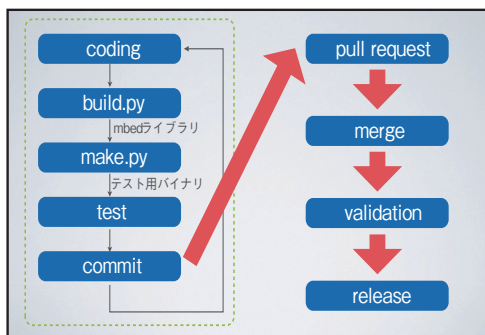 coding
build.py
mbedライブラリ
make.py
テスト用バイナリ
test
commit
pull request
merge
validation
release